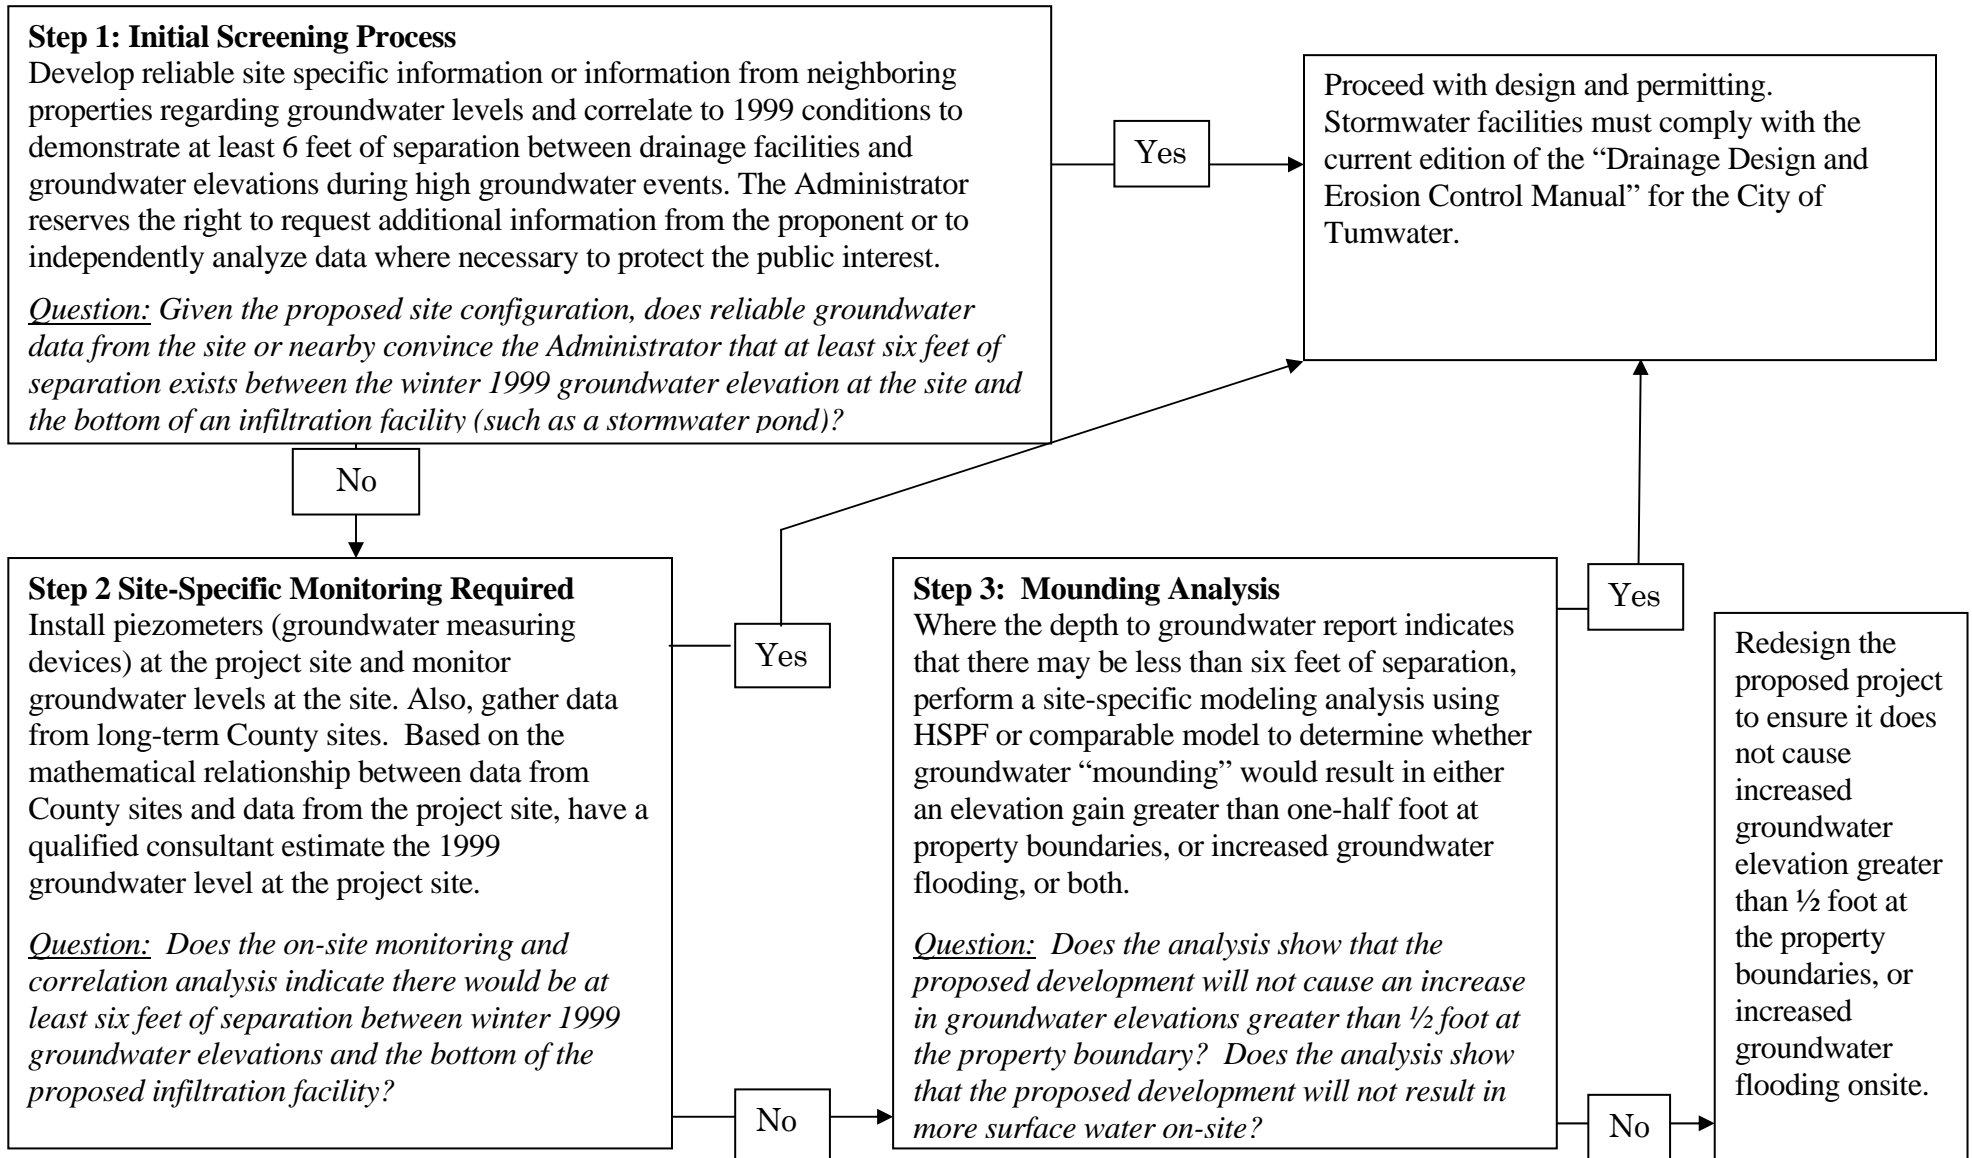 Step 1: Initial Screening Process
Develop reliable site specific information or information from neighboring
properties regarding groundwater levels and correlate to 1999 conditions to
demonstrate at least 6 feet of separation between drainage facilities and
groundwater elevations during high groundwater events. The Administrator
reserves the right to request additional information from the proponent or to
independently analyze data where necessary to protect the public interest.
Question: Given the proposed site configuration, does reliable groundwater
data from the site or nearby convince the Administrator that at least six feet of
separation exists between the winter 1999 groundwater elevation at the site and
the bottom of an infiltration facility (such as a stormwater pond)?
Yes
Proceed with design and permitting.
Stormwater facilities must comply with the
current edition of the “Drainage Design and
Erosion Control Manual” for the City of
Tumwater.
No
Step 2 Site-Specific Monitoring Required
Install piezometers (groundwater measuring
devices) at the project site and monitor
groundwater levels at the site. Also, gather data
from long-term County sites. Based on the
mathematical relationship between data from
County sites and data from the project site, have a
qualified consultant estimate the 1999
groundwater level at the project site.
Question: Does the on-site monitoring and
correlation analysis indicate there would be at
least six feet of separation between winter 1999
groundwater elevations and the bottom of the
proposed infiltration facility?
Yes
No
Step 3: Mounding Analysis
Where the depth to groundwater report indicates
that there may be less than six feet of separation,
perform a site-specific modeling analysis using
HSPF or comparable model to determine whether
groundwater “mounding” would result in either
an elevation gain greater than one-half foot at
property boundaries, or increased groundwater
flooding, or both.
Question: Does the analysis show that the
proposed development will not cause an increase
in groundwater elevations greater than ½ foot at
the property boundary? Does the analysis show
that the proposed development will not result in
more surface water on-site?
Yes
No
Redesign the
proposed project
to ensure it does
not cause
increased
groundwater
elevation greater
than ½ foot at
the property
boundaries, or
increased
groundwater
flooding onsite.